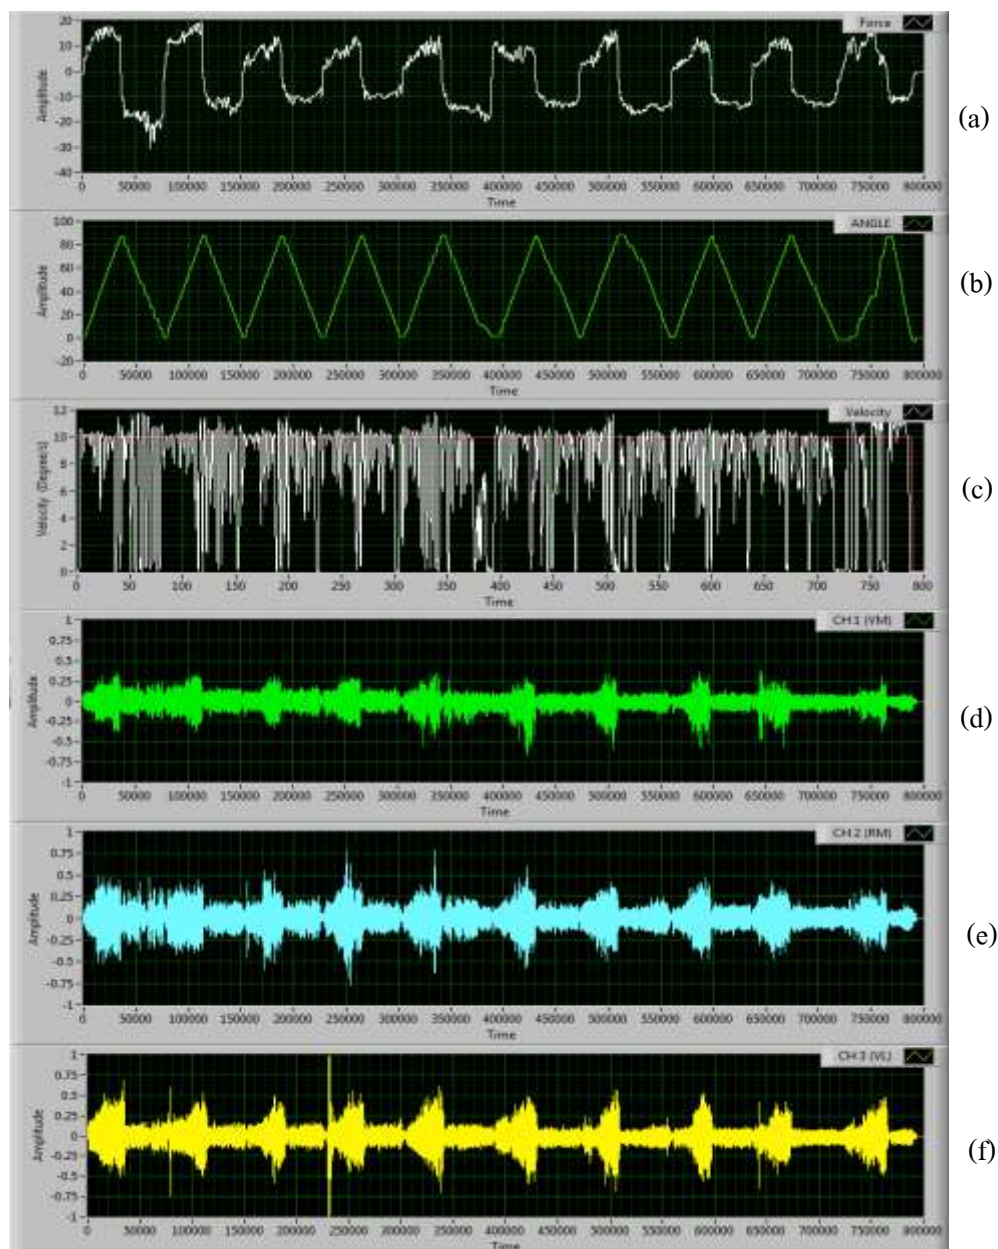 Force
Amplitude
20
10
0
-10
-20
-30
-40
0 50000 100000 150000 200000 250000 300000 350000 400000 450000 500000 550000 600000 650000 700000 750000 800000
Time
(a)
ANGLE
Amplitude
100
80
60
40
20
0
-20
0 50000 100000 150000 200000 250000 300000 350000 400000 450000 500000 550000 600000 650000 700000 750000 800000
Time
(b)
Velocity
Velocity (Degree/s)
12
10
8
6
4
2
0
0 50 100 150 200 250 300 350 400 450 500 550 600 650 700 750 800
Time
(c)
CH 1 (VM)
Amplitude
1
0.75
0.5
0.25
0
-0.25
-0.5
-0.75
-1
0 50000 100000 150000 200000 250000 300000 350000 400000 450000 500000 550000 600000 650000 700000 750000 800000
Time
(d)
CH 2 (RM)
Amplitude
1
0.75
0.5
0.25
0
-0.25
-0.5
-0.75
-1
0 50000 100000 150000 200000 250000 300000 350000 400000 450000 500000 550000 600000 650000 700000 750000 800000
Time
(e)
CH 3 (VL)
Amplitude
1
0.75
0.5
0.25
0
-0.25
-0.5
-0.75
-1
0 50000 100000 150000 200000 250000 300000 350000 400000 450000 500000 550000 600000 650000 700000 750000 800000
Time
(f)